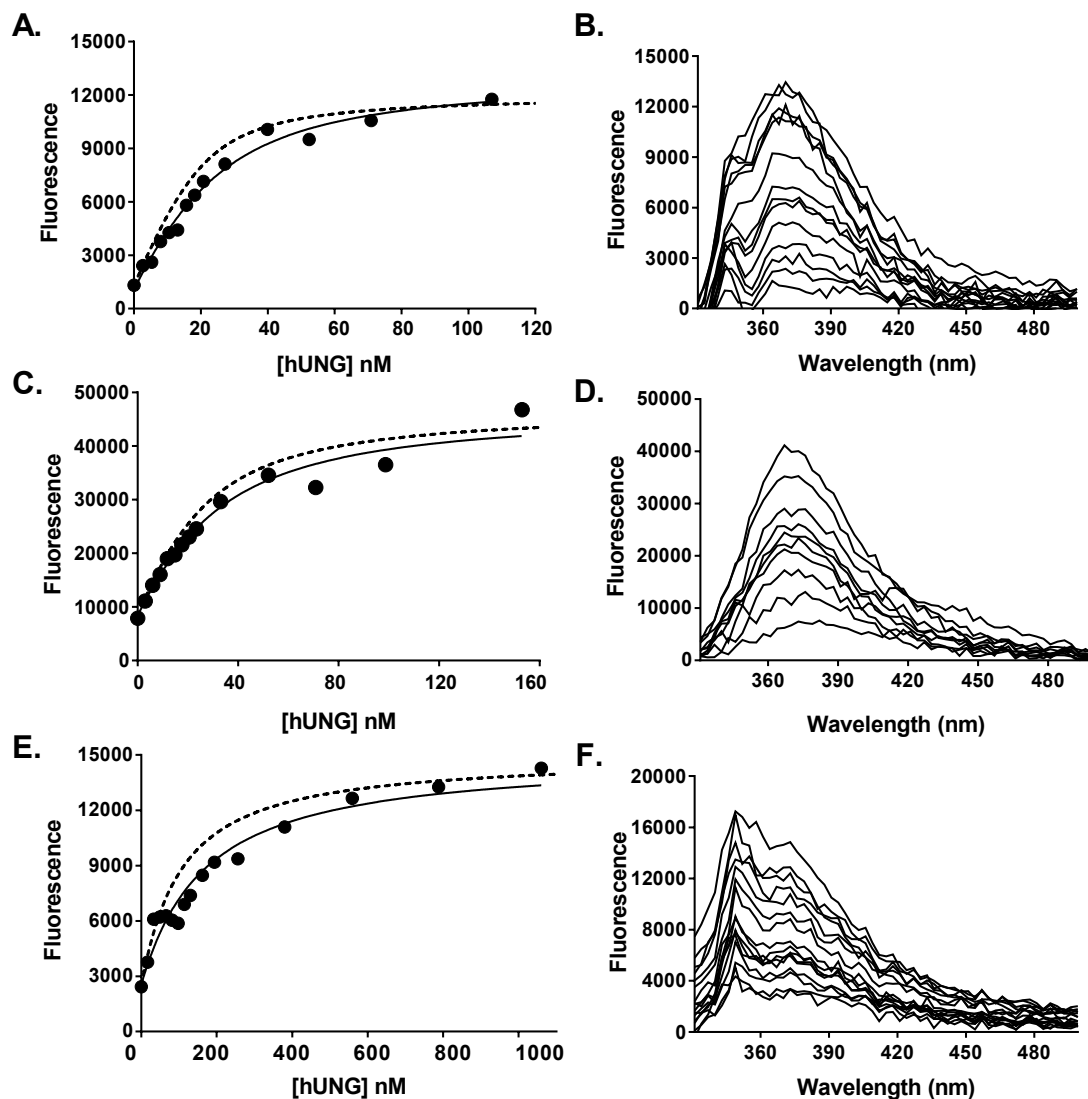 A.
15000
12000
9000
6000
3000
0
Fluorescence
0 20 40 60 80 100 120
[hUNG] nM
B.
15000
12000
9000
6000
3000
0
Fluorescence
360 390 420 450 480
Wavelength (nm)
C.
50000
40000
30000
20000
10000
0
Fluorescence
0 40 80 120 160
[hUNG] nM
D.
50000
40000
30000
20000
10000
0
Fluorescence
360 390 420 450 480
Wavelength (nm)
E.
15000
12000
9000
6000
3000
0
Fluorescence
0 200 400 600 800 1000
[hUNG] nM
F.
20000
16000
12000
8000
4000
0
Fluorescence
360 390 420 450 480
Wavelength (nm)